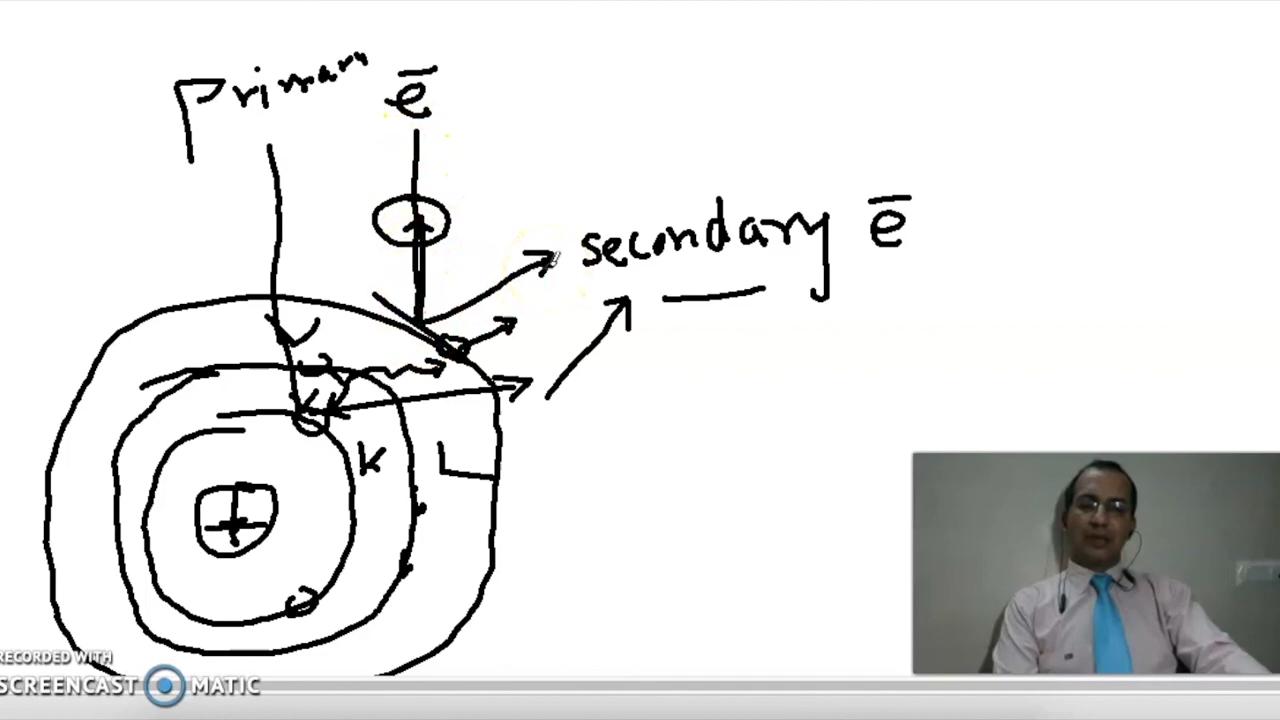 Primary e̅
secondary e̅
K
L
+
RECORDED WITH
SCREENCAST MATIC